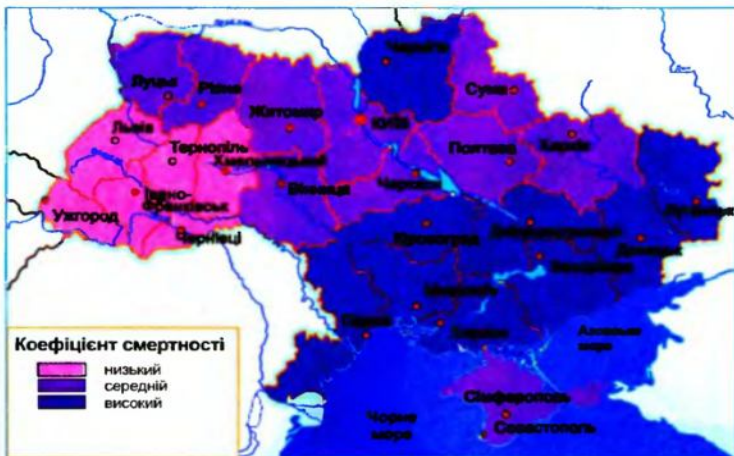 Чернігів
Луцьк
Рівне
Суми
Житомир
Київ
Львів
Тернопіль
Хмельницький
Полтава
Харків
Вінниця
Черкаси
Івано-
Франківськ
Ужгород
Чернівці
Луганськ
Кіровоград
Дніпропетровськ
Донецьк
Запоріжжя
Миколаїв
Одеса
Херсон
Азовське
море
Коефіцієнт смертності
низький
середній
високий
Чорне
море
Сімферополь
Севастополь